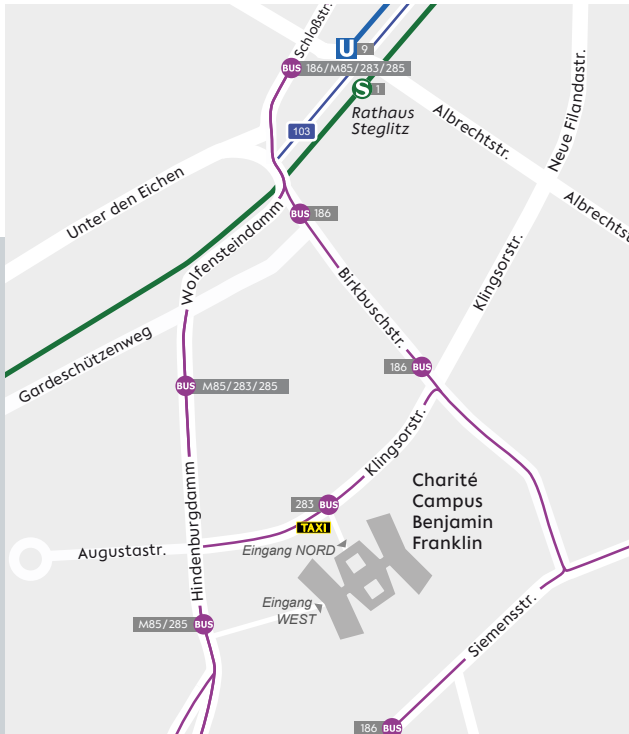 Schloßstr.
U 9
BUS 186/M85/283/285
S 1
Rathaus
Steglitz
103
Albrechtstr.
Neue Filandastr.
Albrechtstr.
Unter den Eichen
Wolfensteindamm
BUS 186
Klingsorstr.
Birkbuschstr.
Gardeschützenweg
186 BUS
BUS M85/283/285
Klingsorstr.
Charité
Campus
Benjamin
Franklin
283 BUS
TAXI
Eingang NORD
Augustastr.
Hindenburgdamm
Eingang
WEST
M85/285 BUS
Siemensstr.
186 BUS